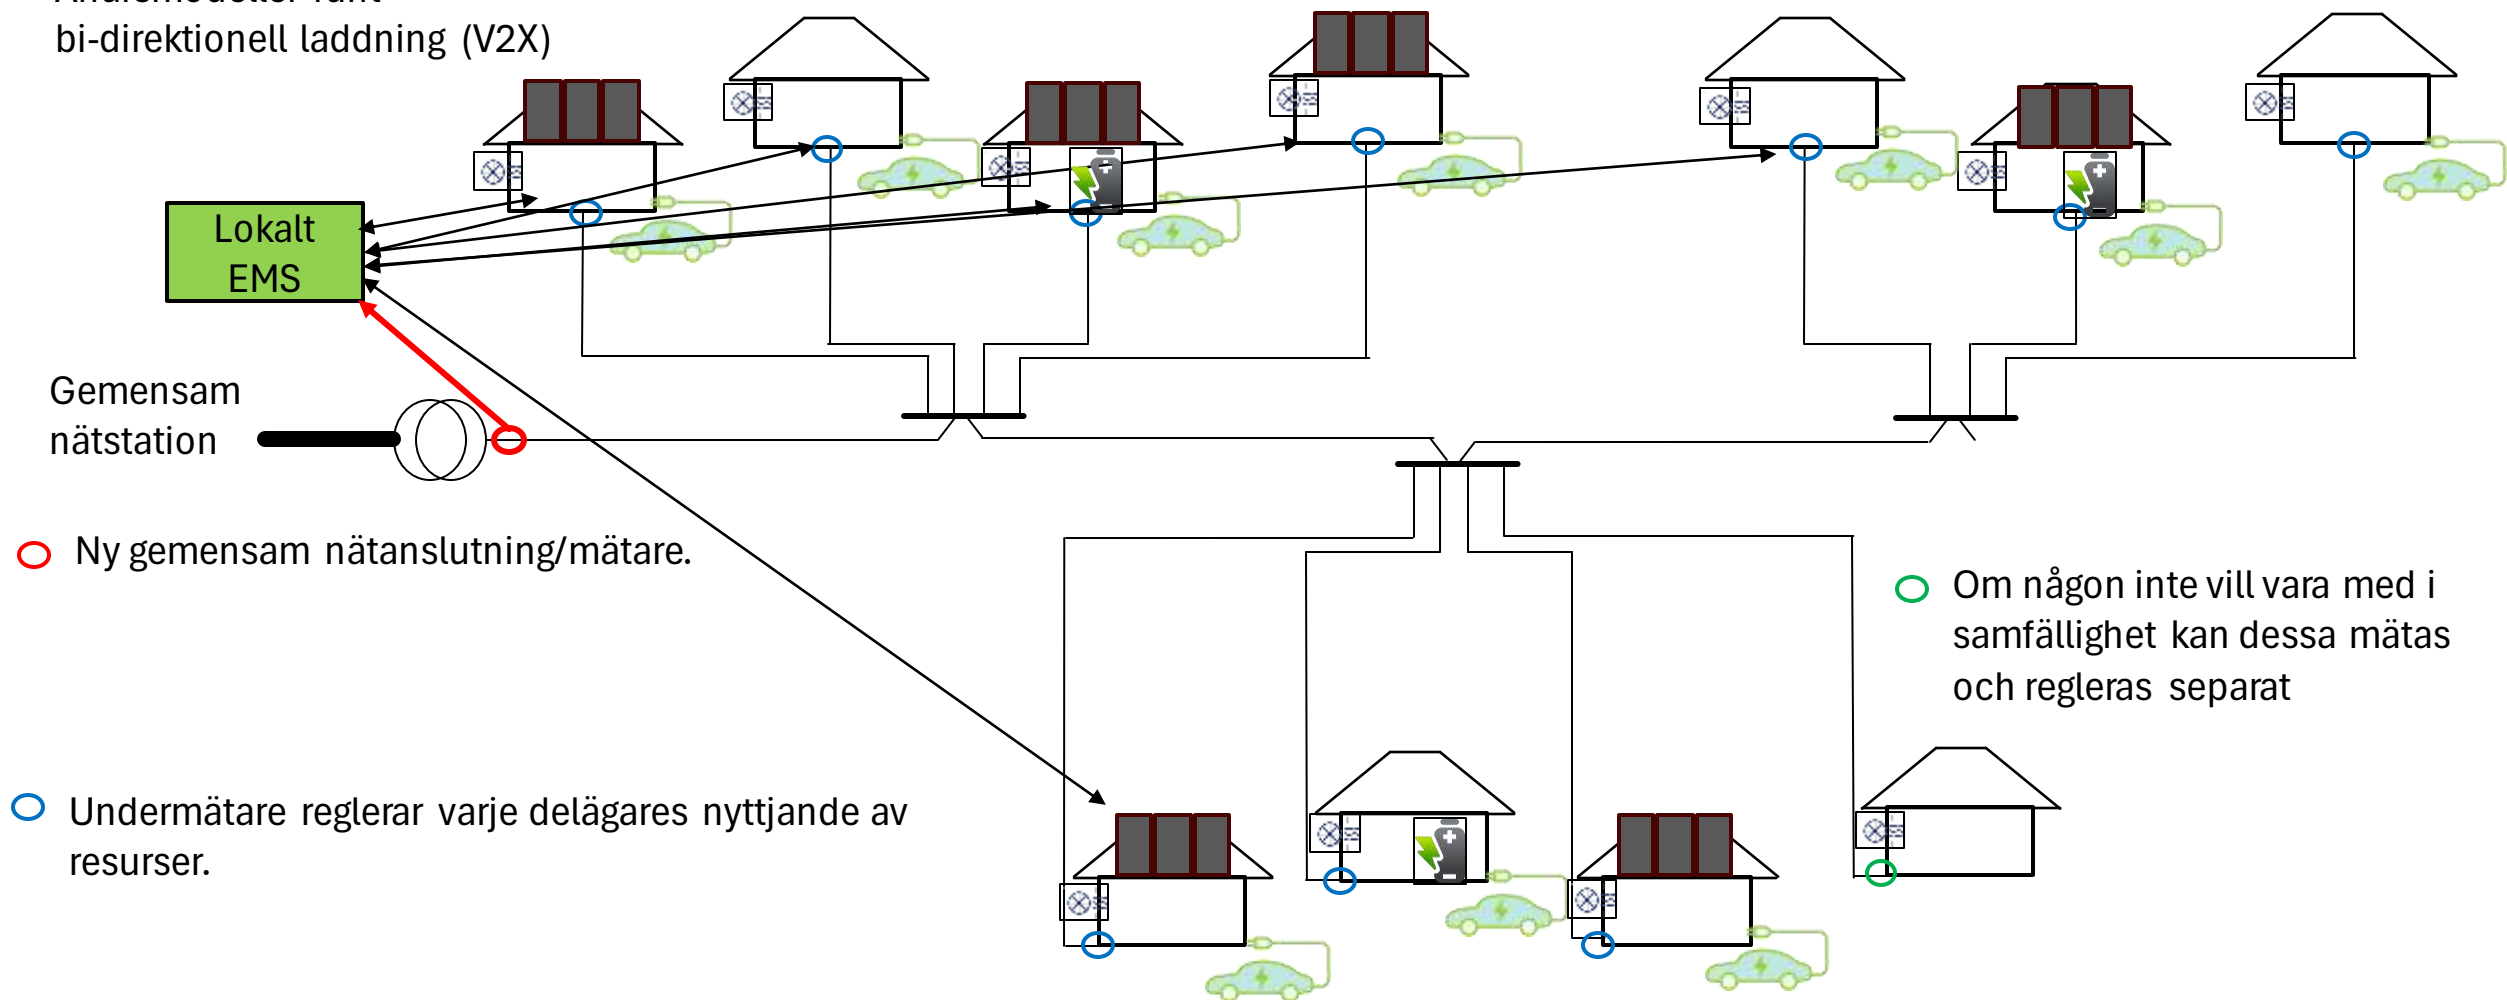 bi-direktionell laddning (V2X)
Lokalt
EMS
Gemensam
nätstation
Ny gemensam nätanslutning/mätare.
Om någon inte vill vara med i
samfällighet kan dessa mätas
och regleras separat
Undermätare reglerar varje delägares nyttjande av
resurser.